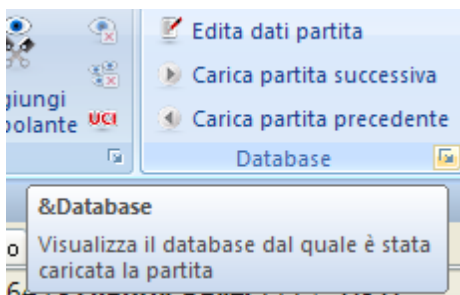 Edita dati partita
Carica partita successiva
giungi
polante UCI
Carica partita precedente
Database
&Database
o
Visualizza il database dal quale è stata
caricata la partita